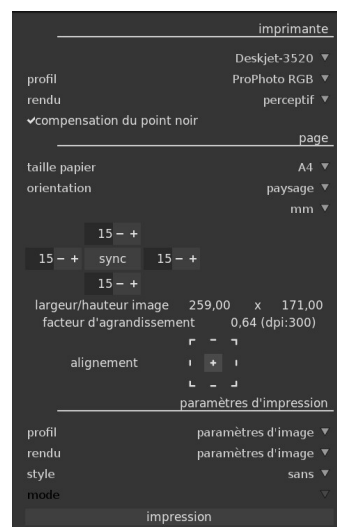 imprimante
Deskjet-3520
profil ProPhoto RGB
rendu perceptif
✔compensation du point noir
page
taille papier A4
orientation paysage
mm
15 − +
15 − + sync 15 − +
15 − +
largeur/hauteur image 259,00 x 171,00
facteur d'agrandissement 0,64 (dpi:300)
alignement +
paramètres d'impression
profil paramètres d'image
rendu paramètres d'image
style sans
mode
impression